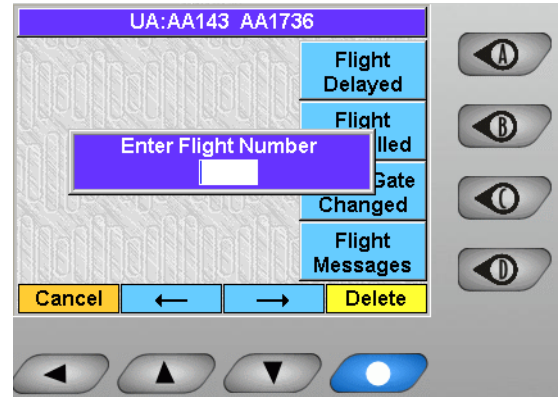 UA:AA143 AA1736
Flight
Delayed
Flight
lled
Enter Flight Number
Gate
Changed
Flight
Messages
Cancel ← → Delete
A
B
C
D